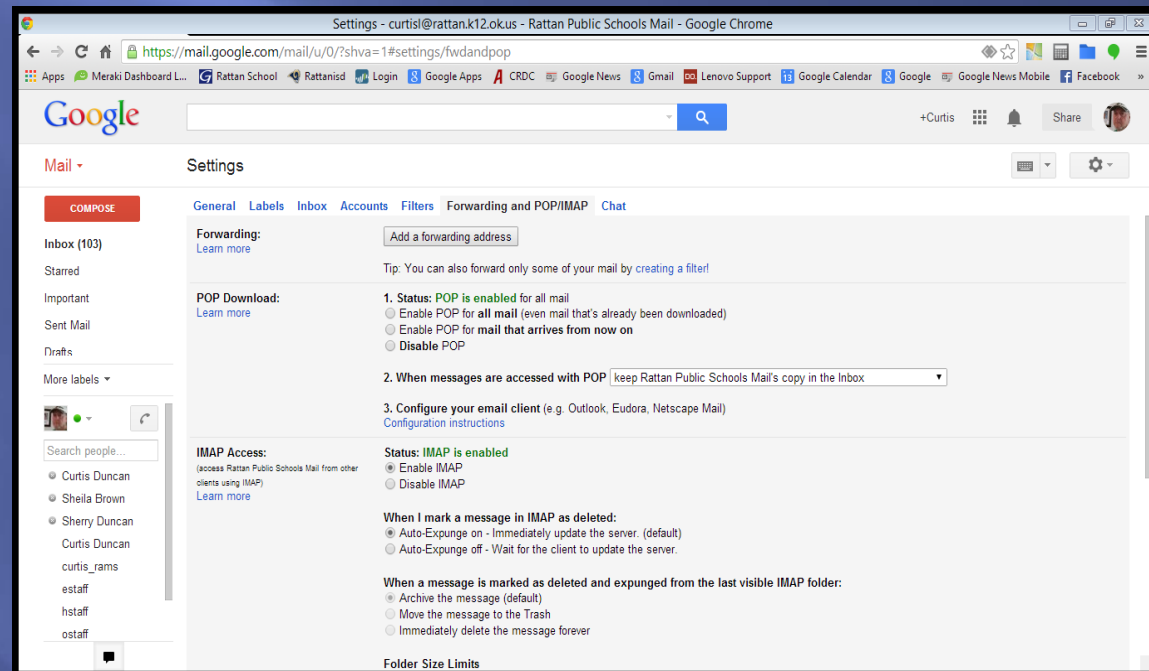 Settings - curtisl@rattan.k12.ok.us - Rattan Public Schools Mail - Google Chrome
https://mail.google.com/mail/u/0/?shva=1#settings/fwdandpop
Apps Meraki Dashboard L... Rattan School Rattanisd Login Google Apps CRDC Google News Gmail Lenovo Support Google Calendar Google Google News Mobile Facebook »
Google +Curtis Share
Mail Settings
COMPOSE
Inbox (103)
Starred
Important
Sent Mail
Drafts
More labels
Search people...
Curtis Duncan
Sheila Brown
Sherry Duncan
Curtis Duncan
curtis_rams
estaff
hstaff
ostaff
General Labels Inbox Accounts Filters Forwarding and POP/IMAP Chat
Forwarding:
Learn more
Add a forwarding address
Tip: You can also forward only some of your mail by creating a filter!
POP Download:
Learn more
1. Status: POP is enabled for all mail
Enable POP for all mail (even mail that's already been downloaded)
Enable POP for mail that arrives from now on
Disable POP
2. When messages are accessed with POP keep Rattan Public Schools Mail's copy in the Inbox
3. Configure your email client (e.g. Outlook, Eudora, Netscape Mail)
Configuration instructions
IMAP Access:
(access Rattan Public Schools Mail from other
clients using IMAP)
Learn more
Status: IMAP is enabled
Enable IMAP
Disable IMAP
When I mark a message in IMAP as deleted:
Auto-Expunge on - Immediately update the server. (default)
Auto-Expunge off - Wait for the client to update the server.
When a message is marked as deleted and expunged from the last visible IMAP folder:
Archive the message (default)
Move the message to the Trash
Immediately delete the message forever
Folder Size Limits